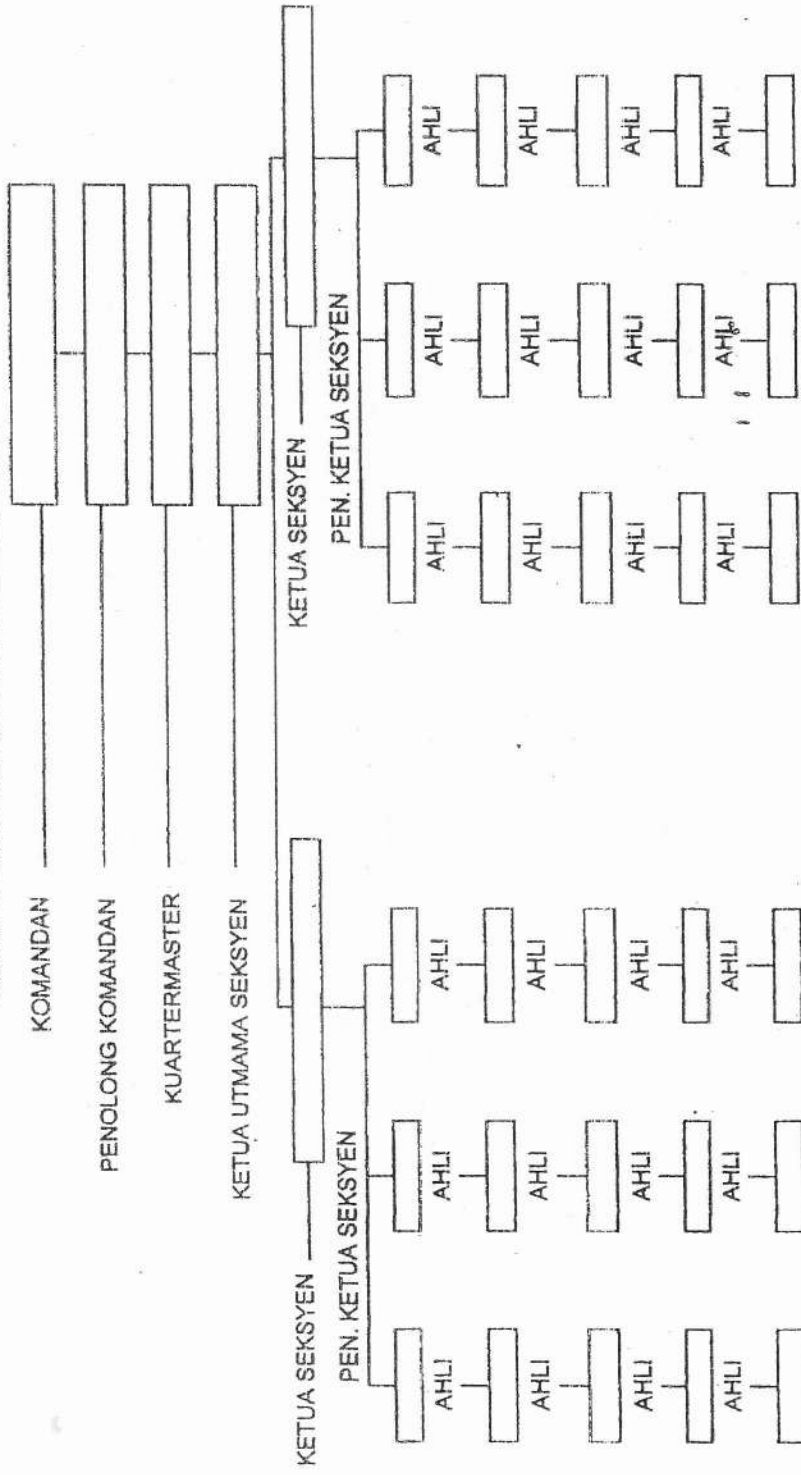 KOMANDAN
PENOLONG KOMANDAN
KUARTERMASTER
KETUA UTMAMA SEKSYEN
KETUA SEKSYEN
KETUA SEKSYEN
PEN. KETUA SEKSYEN
PEN. KETUA SEKSYEN
AHLI AHLI AHLI AHLI AHLI AHLI
AHLI AHLI AHLI AHLI AHLI AHLI
AHLI AHLI AHLI AHLI AHLI AHLI
AHLI AHLI AHLI AHLI AHLI AHLI